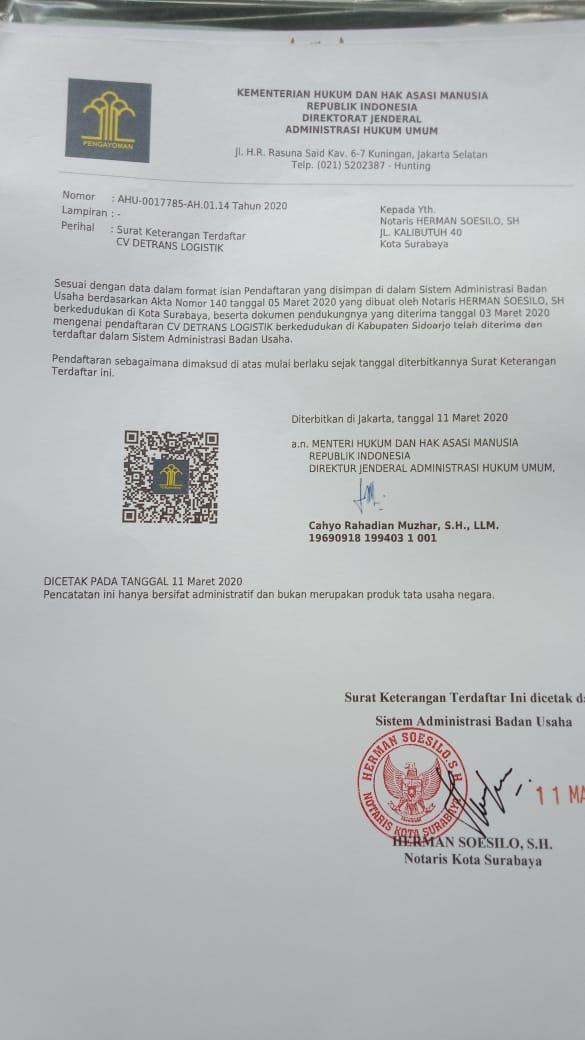 PENGAYOMAN
KEMENTERIAN HUKUM DAN HAK ASASI MANUSIA
REPUBLIK INDONESIA
DIREKTORAT JENDERAL
ADMINISTRASI HUKUM UMUM
Jl. H.R. Rasuna Said Kav. 6-7 Kuningan, Jakarta Selatan
Telp. (021) 5202387 - Hunting
Nomor : AHU-0017785-AH.01.14 Tahun 2020
Lampiran : -
Perihal : Surat Keterangan Terdaftar
CV DETRANS LOGISTIK
Kepada Yth.
Notaris HERMAN SOESILO, SH
JL. KALIBUTUH 40
Kota Surabaya
Sesuai dengan data dalam format isian Pendaftaran yang disimpan di dalam Sistem Administrasi Badan
Usaha berdasarkan Akta Nomor 140 tanggal 05 Maret 2020 yang dibuat oleh Notaris HERMAN SOESILO, SH
berkedudukan di Kota Surabaya, beserta dokumen pendukungnya yang diterima tanggal 03 Maret 2020
mengenai pendaftaran CV DETRANS LOGISTIK berkedudukan di Kabupaten Sidoarjo telah diterima dan
terdaftar dalam Sistem Administrasi Badan Usaha.
Pendaftaran sebagaimana dimaksud di atas mulai berlaku sejak tanggal diterbitkannya Surat Keterangan
Terdaftar ini.
Diterbitkan di Jakarta, tanggal 11 Maret 2020
a.n. MENTERI HUKUM DAN HAK ASASI MANUSIA
REPUBLIK INDONESIA
DIREKTUR JENDERAL ADMINISTRASI HUKUM UMUM,
Cahyo Rahadian Muzhar, S.H., LLM.
19690918 199403 1 001
DICETAK PADA TANGGAL 11 Maret 2020
Pencatatan ini hanya bersifat administratif dan bukan merupakan produk tata usaha negara.
Surat Keterangan Terdaftar Ini dicetak d
Sistem Administrasi Badan Usaha
HERMAN SOESILO, S.H
NOTARIS KOTA SURABAYA
11 MA
HERMAN SOESILO, S.H.
Notaris Kota Surabaya